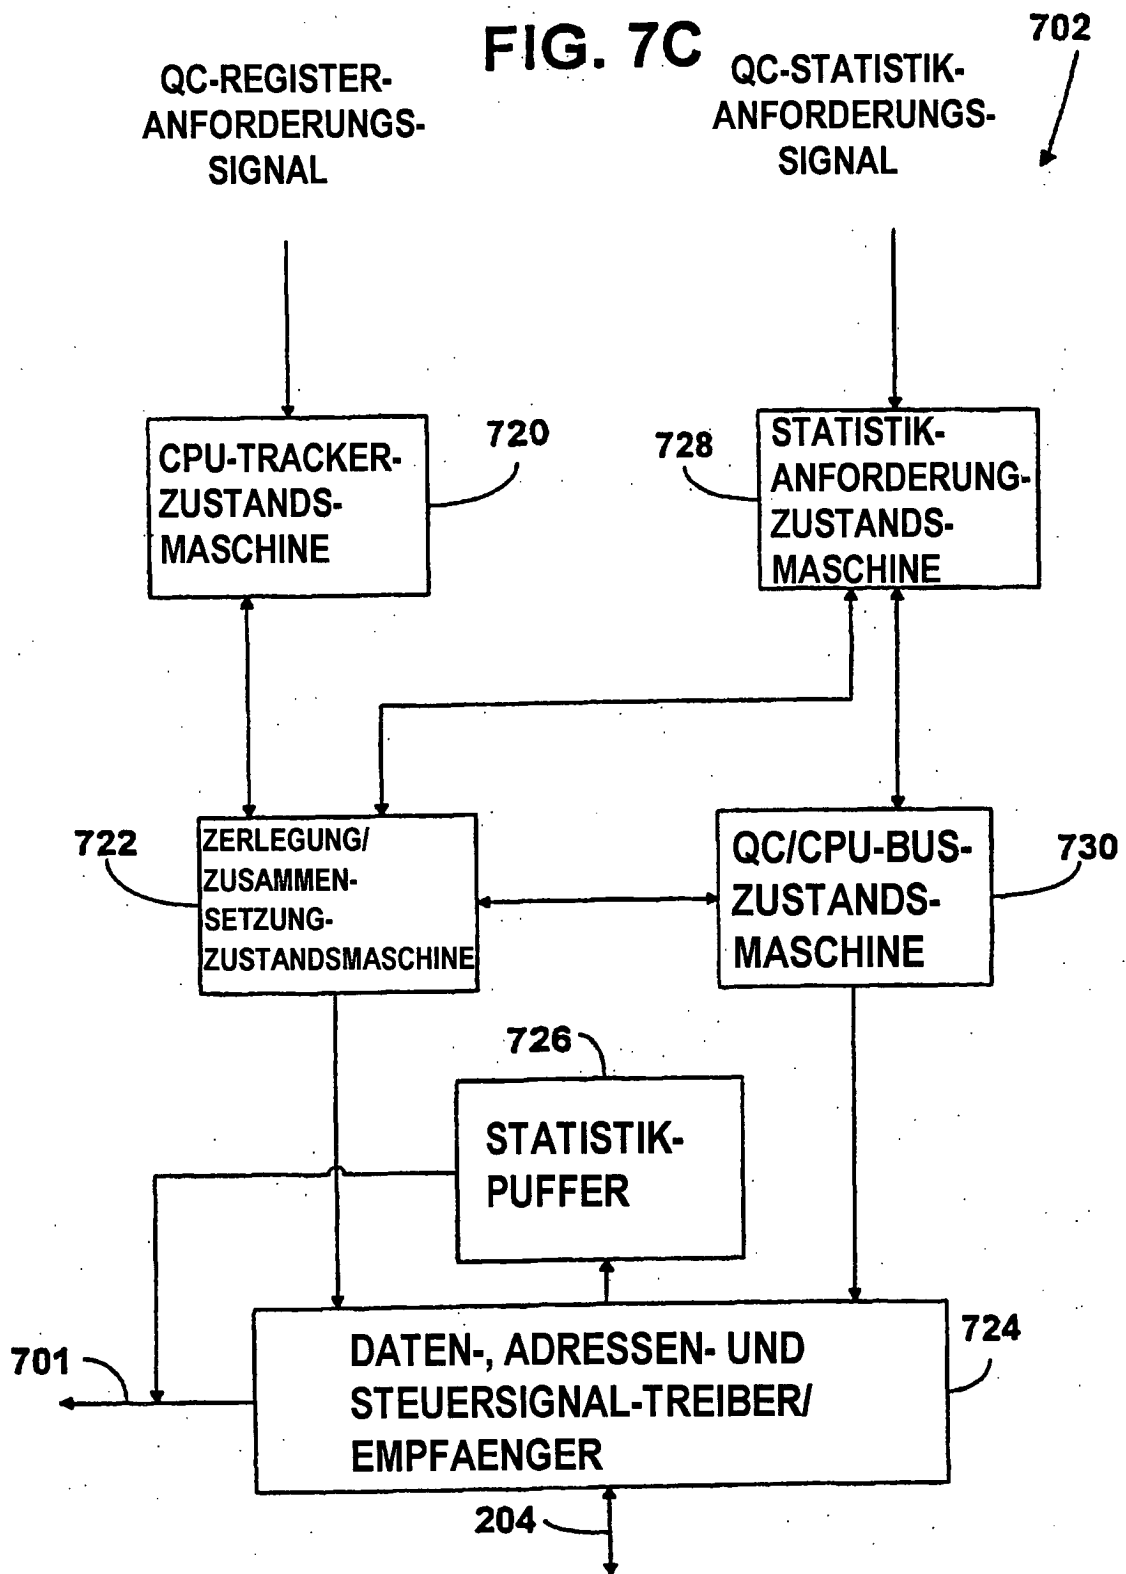 FIG. 7C
702
QC-REGISTER-
ANFORDERUNGS-
SIGNAL
QC-STATISTIK-
ANFORDERUNGS-
SIGNAL
CPU-TRACKER-
ZUSTANDS-
MASCHINE
720
728
STATISTIK-
ANFORDERUNG-
ZUSTANDS-
MASCHINE
722
ZERLEGUNG/
ZUSAMMEN-
SETZUNG-
ZUSTANDSMASCHINE
QC/CPU-BUS-
ZUSTANDS-
MASCHINE
730
726
STATISTIK-
PUFFER
701
DATEN-, ADRESSEN- UND
STEUERSIGNAL-TREIBER/
EMPFAENGER
724
204